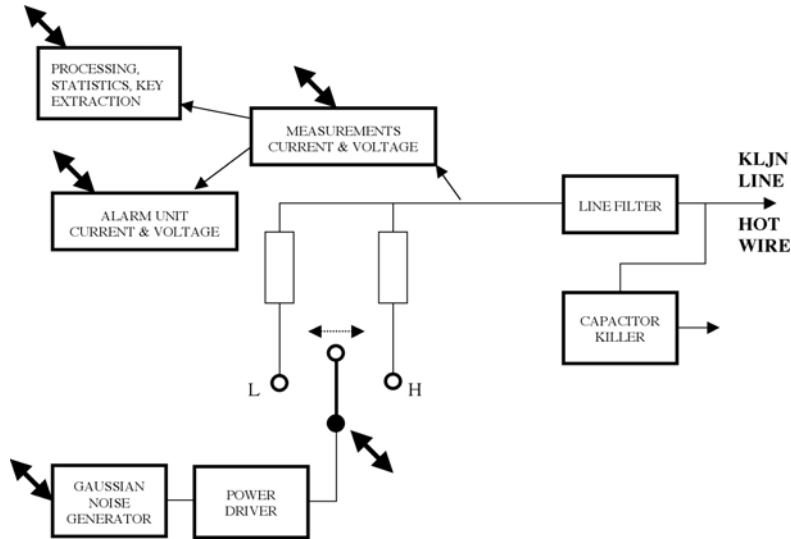 PROCESSING,
STATISTICS, KEY
EXTRACTION
MEASUREMENTS
CURRENT & VOLTAGE
ALARM UNIT
CURRENT & VOLTAGE
LINE FILTER
KLJN
LINE
HOT
WIRE
CAPACITOR
KILLER
L
H
GAUSSIAN
NOISE
GENERATOR
POWER
DRIVER